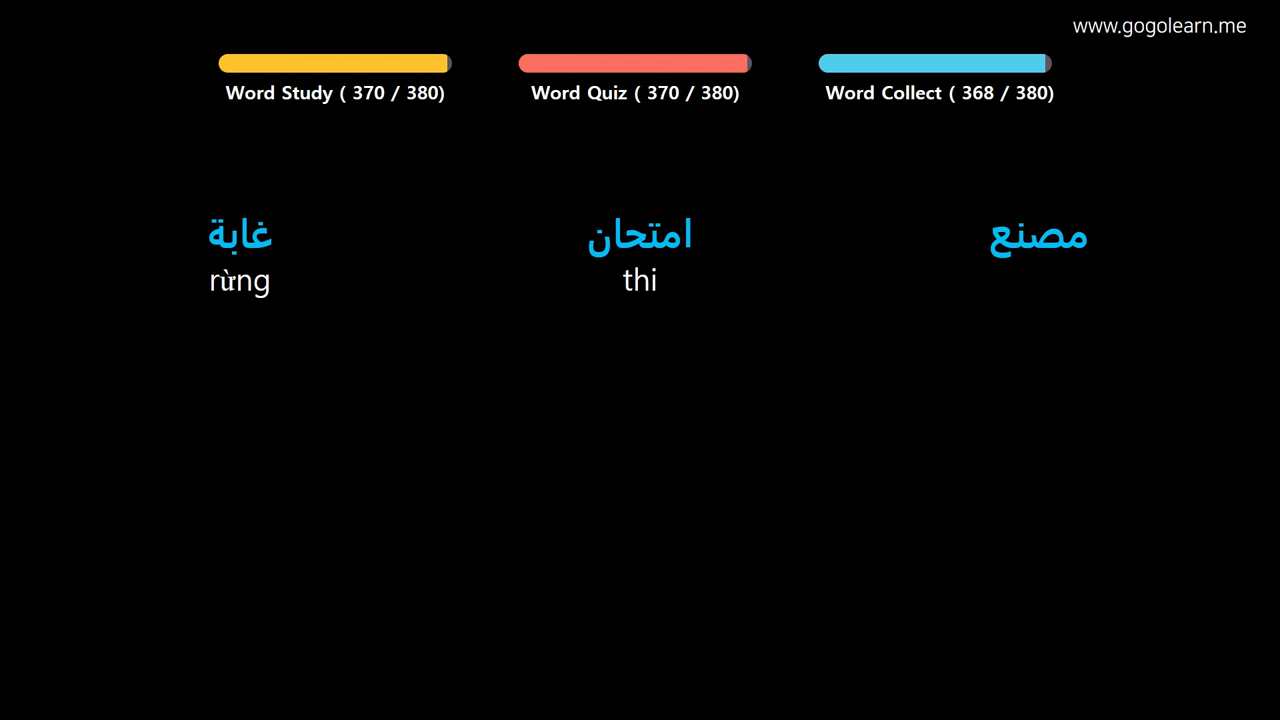 www.gogolearn.me
Word Study ( 370 / 380)
Word Quiz ( 370 / 380)
Word Collect ( 368 / 380)
غابة
rừng
امتحان
thi
مصنع